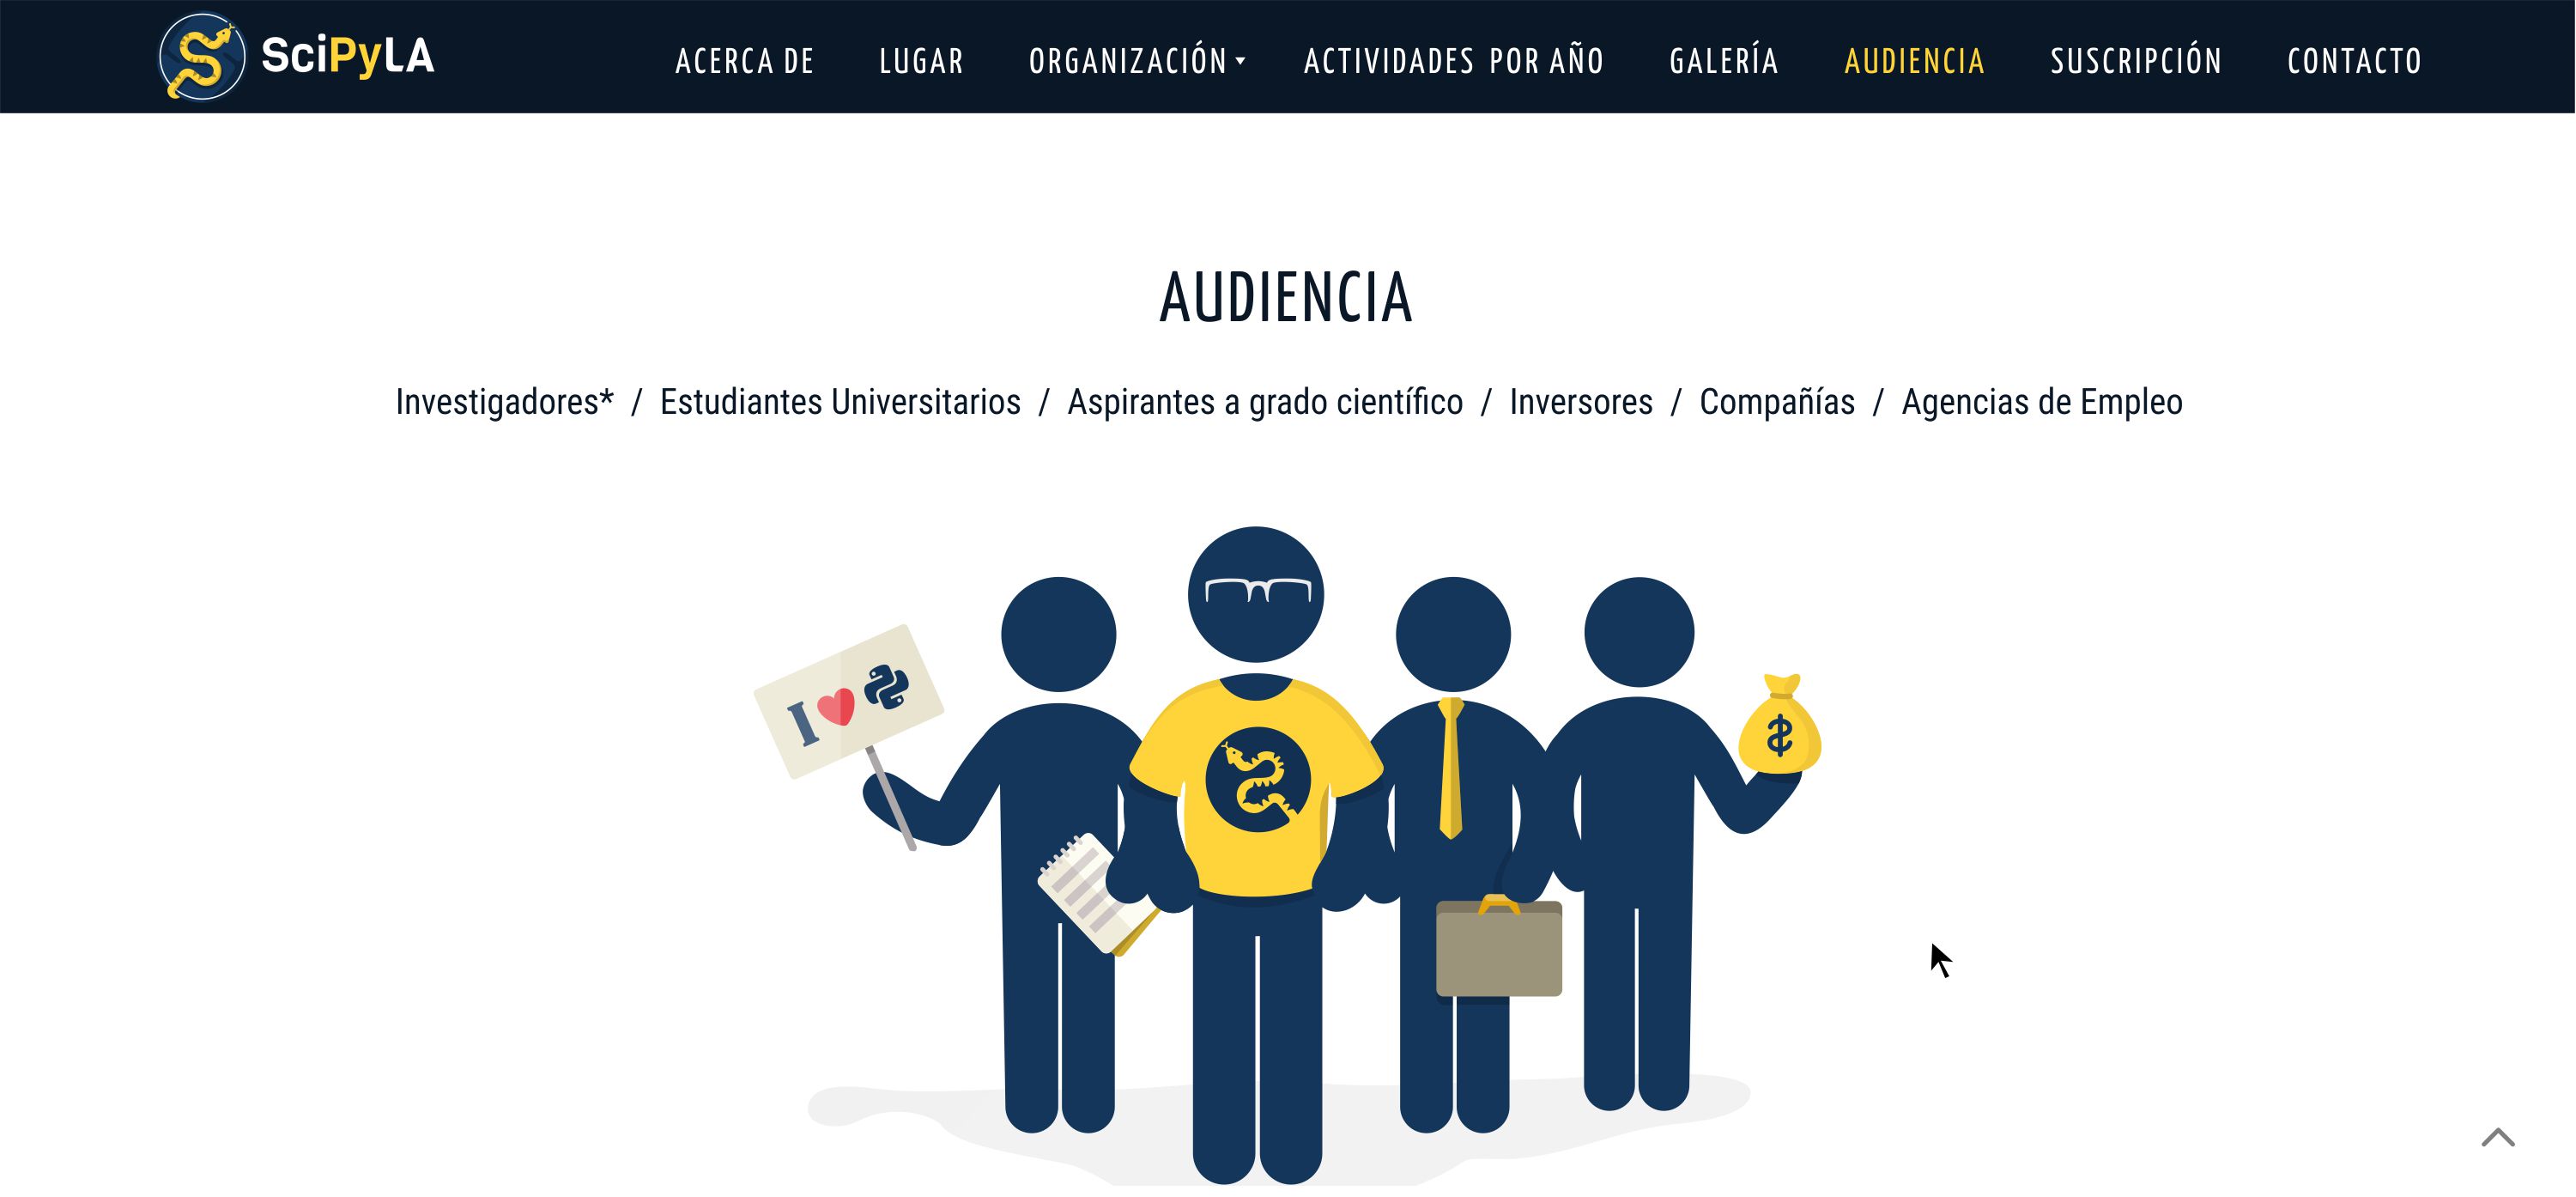 SciPyLA
ACERCA DE LUGAR ORGANIZACIÓN ACTIVIDADES POR AÑO GALERÍA AUDIENCIA SUSCRIPCIÓN CONTACTO
AUDIENCIA
Investigadores* / Estudiantes Universitarios / Aspirantes a grado científico / Inversores / Compañías / Agencias de Empleo
I
$